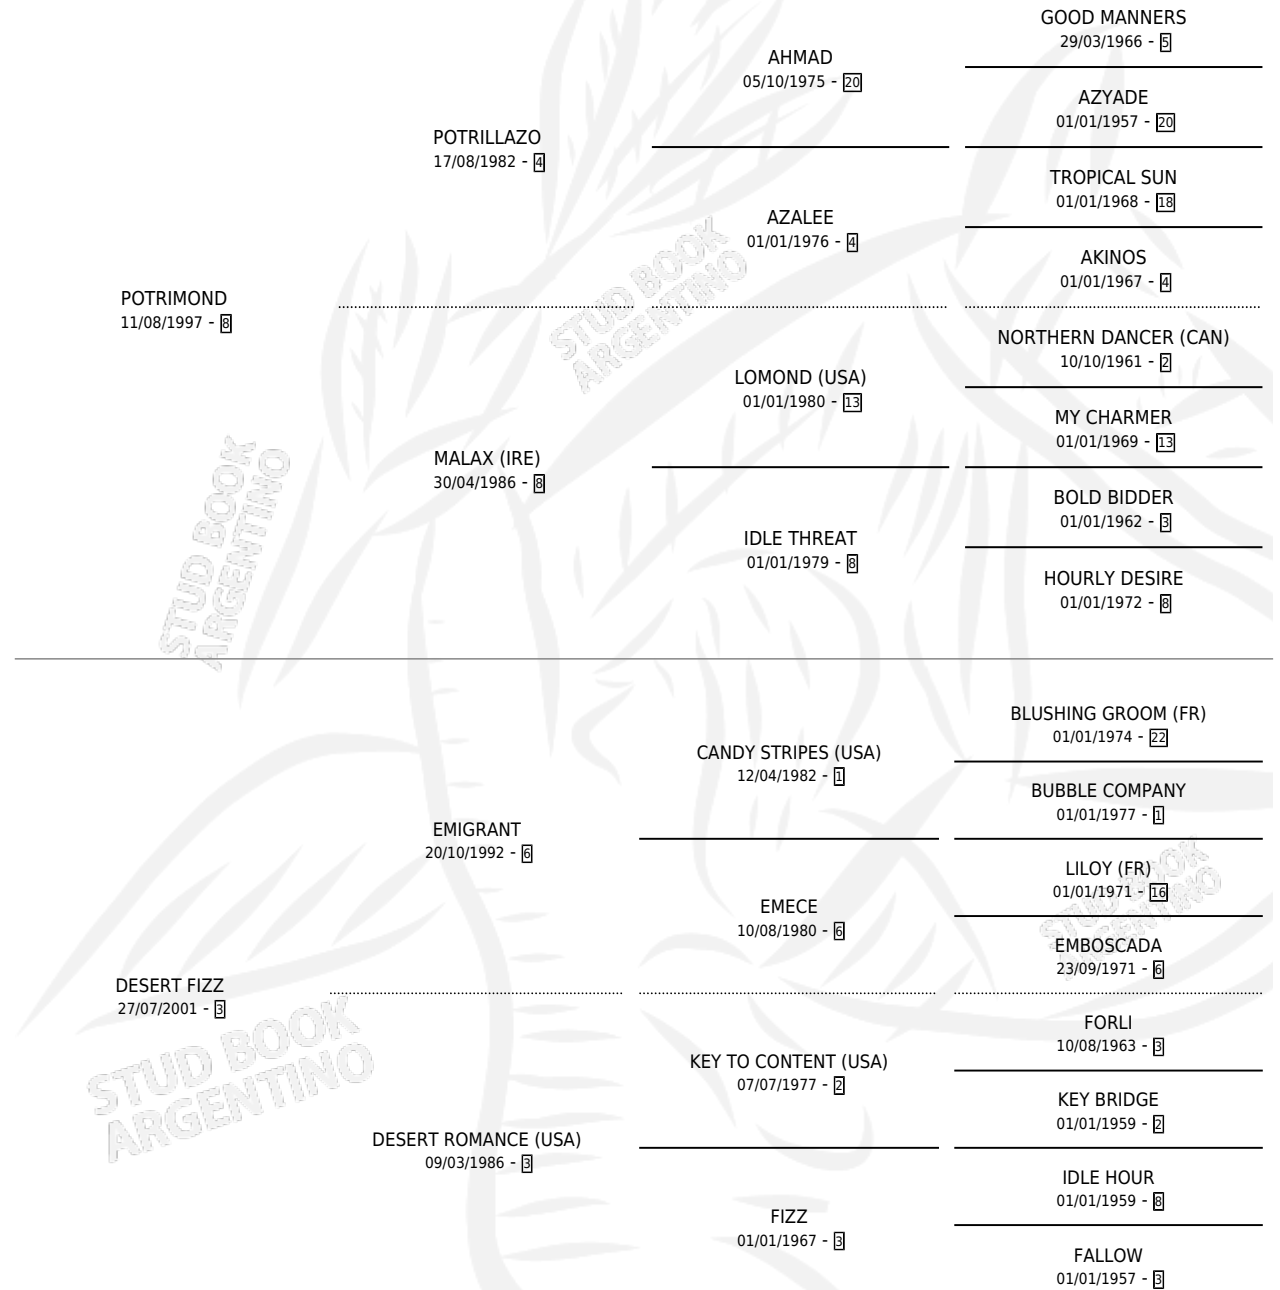 GOOD MANNERS
29/03/1966 - 5
AHMAD
05/10/1975 - 20
AZYADE
01/01/1957 - 20
POTRILLAZO
17/08/1982 - 4
TROPICAL SUN
01/01/1968 - 18
AZALEE
01/01/1976 - 4
AKINOS
01/01/1967 - 4
POTRIMOND
11/08/1997 - 8
NORTHERN DANCER (CAN)
10/10/1961 - 2
LOMOND (USA)
01/01/1980 - 13
MY CHARMER
01/01/1969 - 13
MALAX (IRE)
30/04/1986 - 8
BOLD BIDDER
01/01/1962 - 3
IDLE THREAT
01/01/1979 - 8
HOURLY DESIRE
01/01/1972 - 8
STUD BOOK
ARGENTINO
STUD BOOK
ARGENTINO
BLUSHING GROOM (FR)
01/01/1974 - 22
CANDY STRIPES (USA)
12/04/1982 - 1
BUBBLE COMPANY
01/01/1977 - 1
EMIGRANT
20/10/1992 - 6
LILOY (FR)
01/01/1971 - 16
EMECE
10/08/1980 - 6
EMBOSCADA
23/09/1971 - 6
DESERT FIZZ
27/07/2001 - 3
FORLI
10/08/1963 - 3
KEY TO CONTENT (USA)
07/07/1977 - 2
KEY BRIDGE
01/01/1959 - 2
DESERT ROMANCE (USA)
09/03/1986 - 3
IDLE HOUR
01/01/1959 - 8
FIZZ
01/01/1967 - 3
FALLOW
01/01/1957 - 3
STUD BOOK
ARGENTINO
STUD BOOK
ARGENTINO